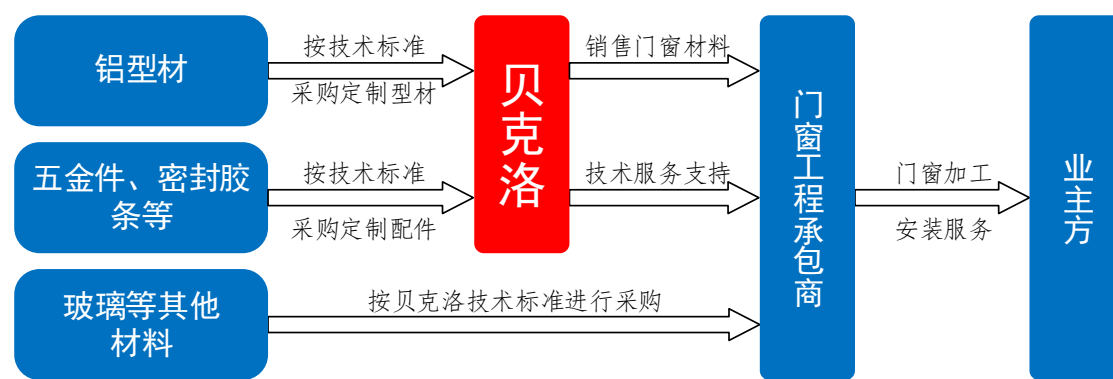 铝型材
按技术标准
采购定制型材
五金件、密封胶
条等
按技术标准
采购定制配件
玻璃等其他
材料
按贝克洛技术标准进行采购
贝克洛
销售门窗材料
技术服务支持
门窗工程承包商
门窗加工
安装服务
业主方